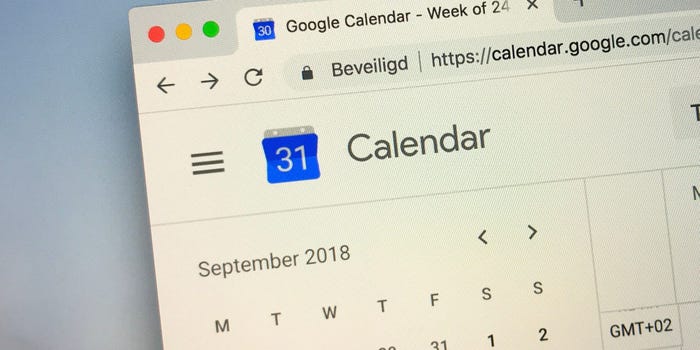 30 Google Calendar - Week of 24
Beveiligd | https://calendar.google.com/cale
31 Calendar
September 2018
M T W T F S S
31 1 2
GMT+02